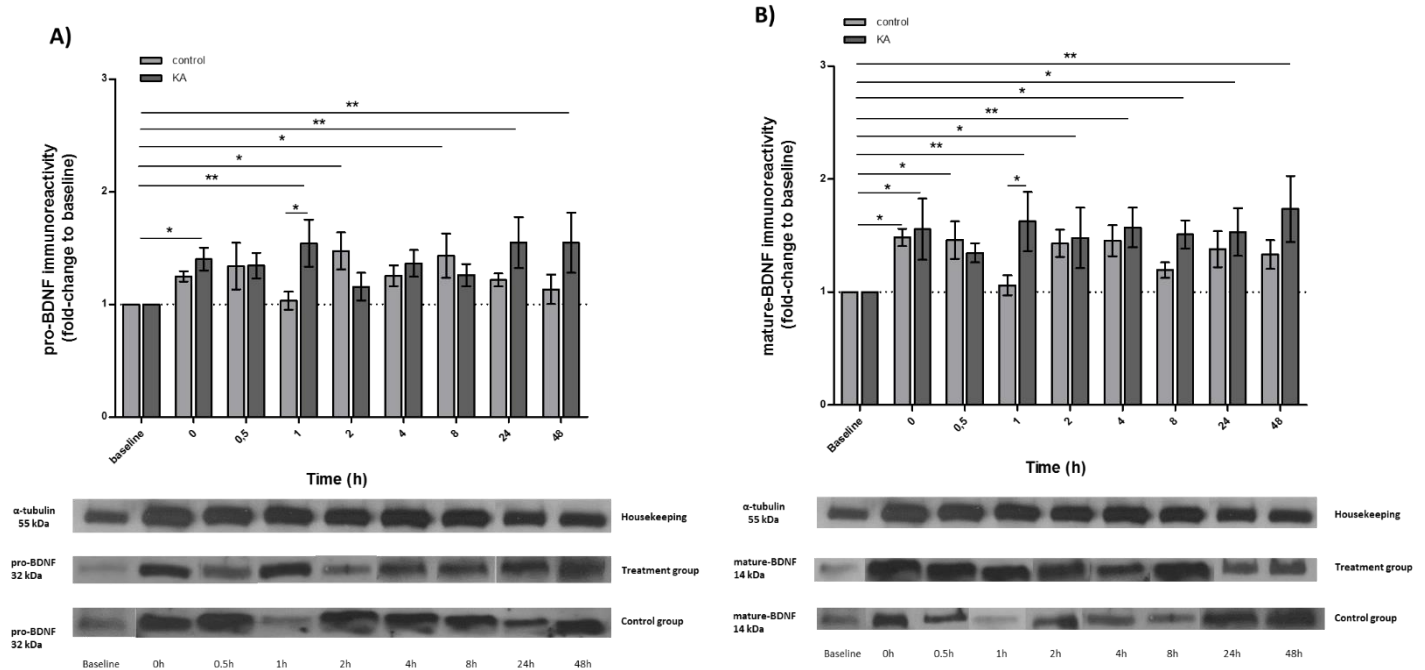 A)
control
KA
pro-BDNF immunoreactivity
(fold-change to baseline)
3
2
1
0
**
**
*
*
**
*
*
baseline
0
0,5
1
2
4
8
24
48
Time (h)
α-tubulin
55 kDa
Housekeeping
pro-BDNF
32 kDa
Treatment group
pro-BDNF
32 kDa
Control group
Baseline
0h
0.5h
1h
2h
4h
8h
24h
48h
B)
control
KA
mature-BDNF immunoreactivity
(fold-change to baseline)
3
2
1
0
**
*
*
**
*
**
*
*
*
*
Baseline
0
0,5
1
2
4
8
24
48
Time (h)
α-tubulin
55 kDa
Housekeeping
mature-BDNF
14 kDa
Treatment group
mature-BDNF
14 kDa
Control group
Baseline
0h
0.5h
1h
2h
4h
8h
24h
48h